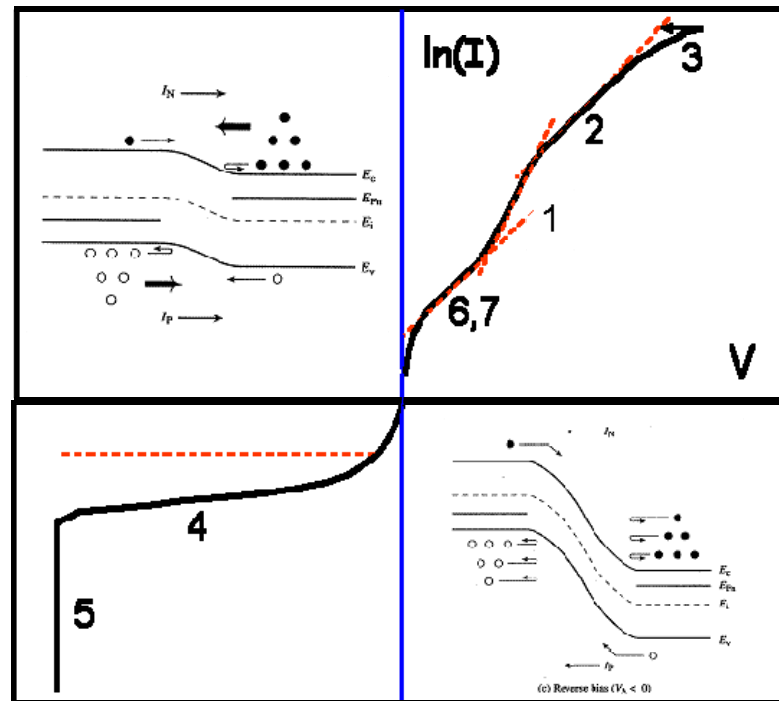 I_N
E_c
E_Fn
E_i
E_v
I_P
ln(I)
3
2
1
6,7
V
4
5
I_N
E_c
E_Fn
E_i
E_v
I_P
(c) Reverse bias (V_A < 0)